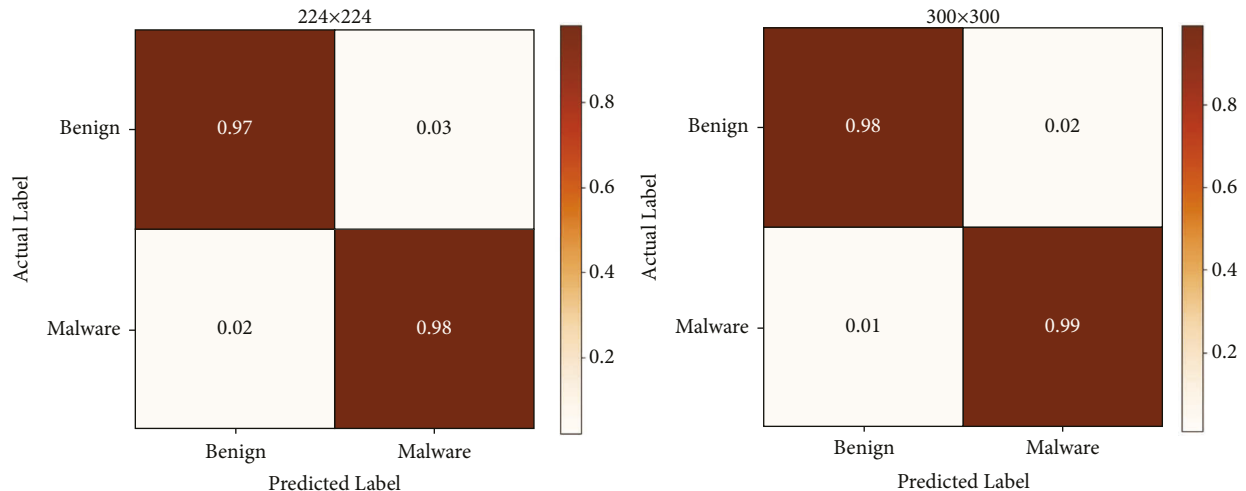 224×224
Actual Label
Benign
Malware
0.97
0.03
0.02
0.98
Benign
Malware
Predicted Label
0.8
0.6
0.4
0.2
300×300
Actual Label
Benign
Malware
0.98
0.02
0.01
0.99
Benign
Malware
Predicted Label
0.8
0.6
0.4
0.2